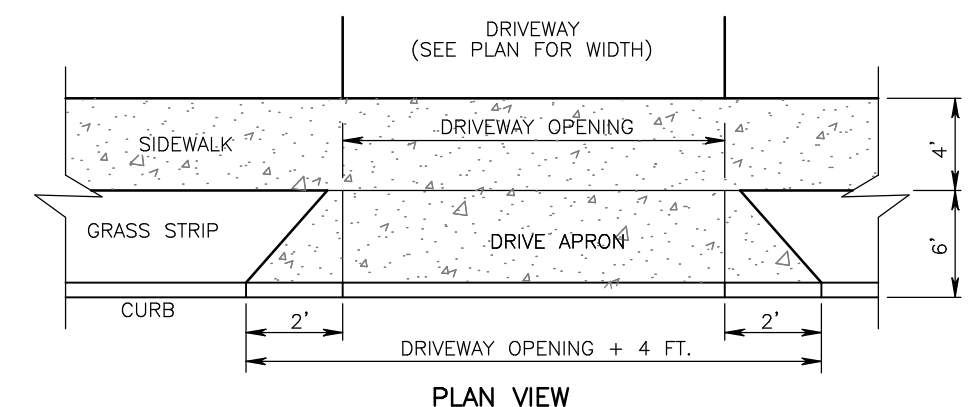 DRIVEWAY
(SEE PLAN FOR WIDTH)
DRIVEWAY OPENING
SIDEWALK
4'
GRASS STRIP
DRIVE APRON
6'
CURB
2'
2'
DRIVEWAY OPENING + 4 FT.
PLAN VIEW